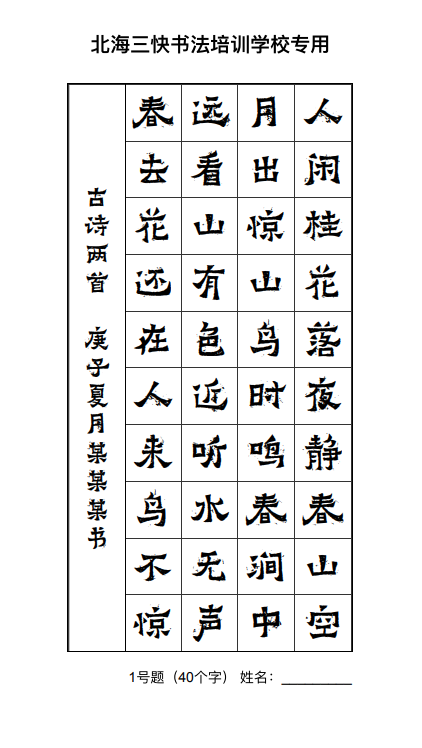 北海三快书法培训学校专用
人闲桂花落夜静春山空
月出惊山鸟时鸣春涧中
远看山有色近听水无声
春去花还在人来鸟不惊
古诗两首 庚子夏月某某某书
1号题（40个字） 姓名：________